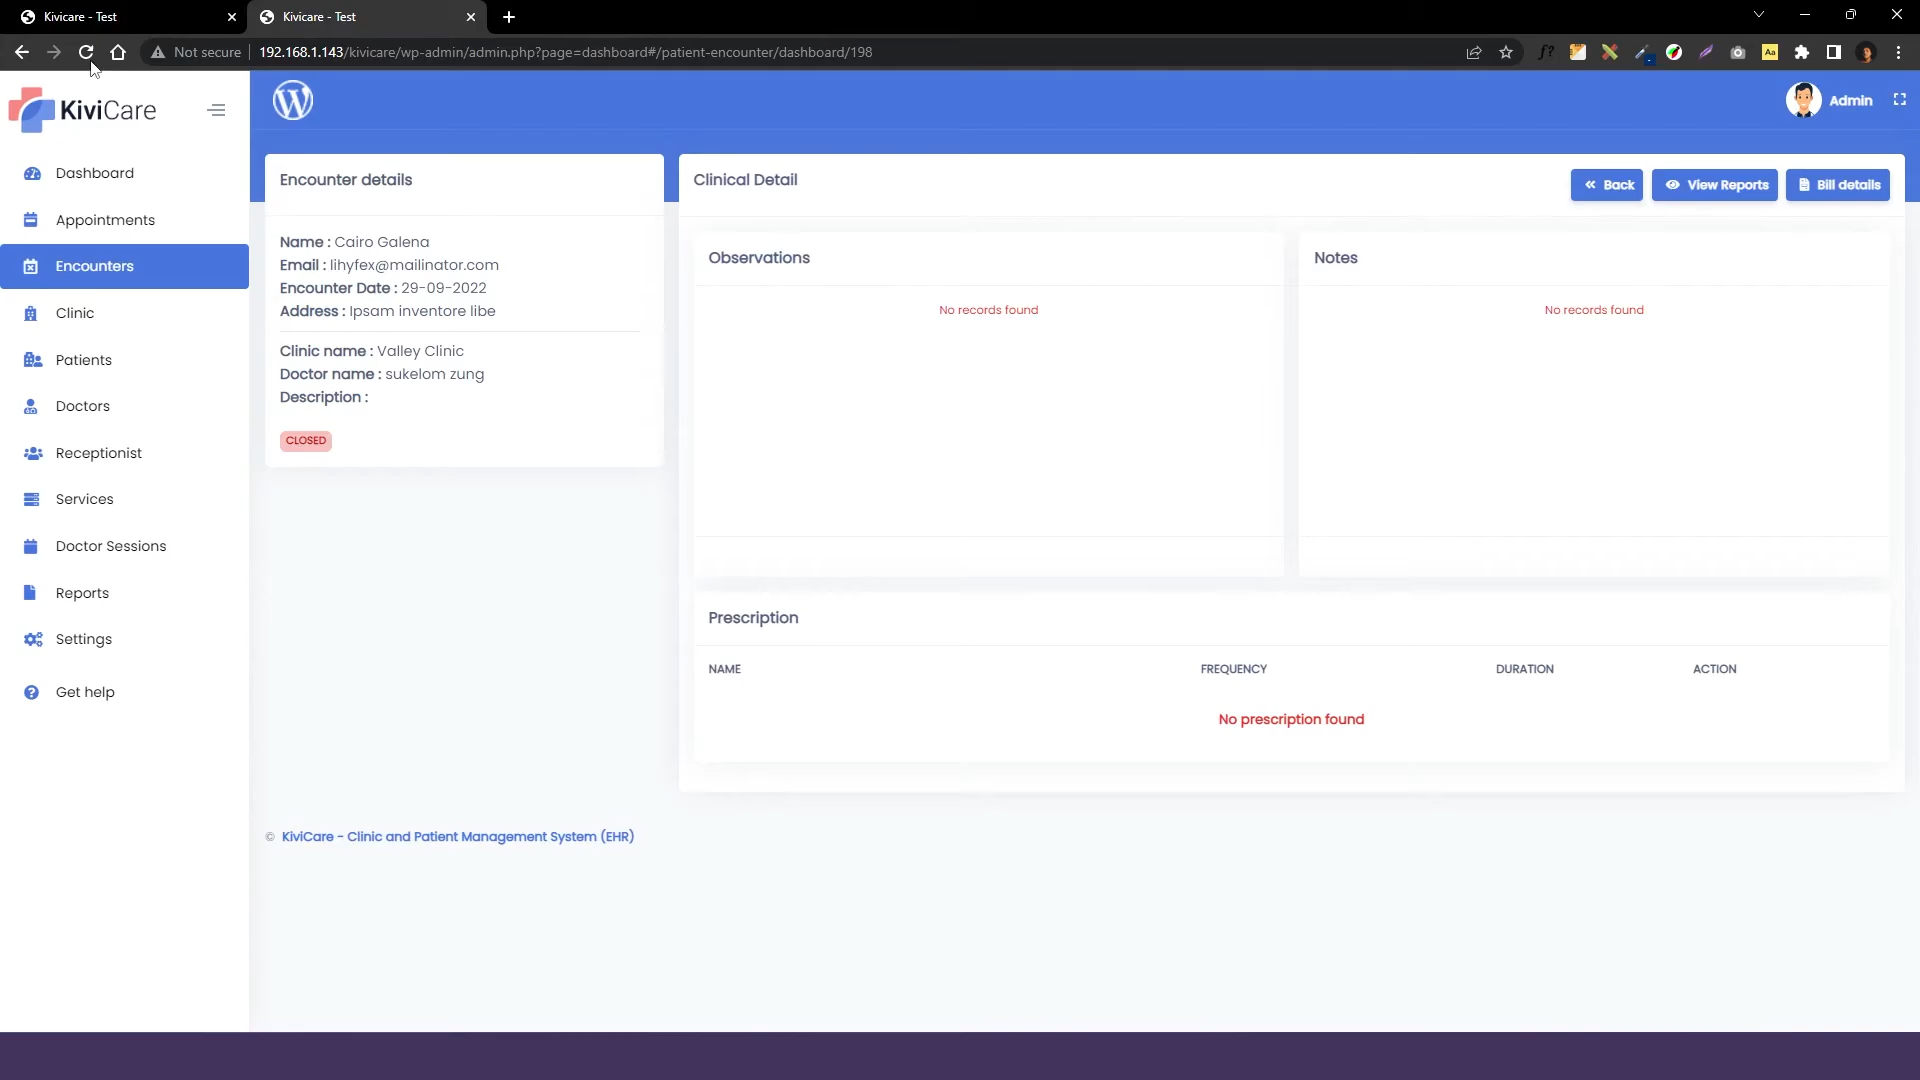 Kivicare - Test
Kivicare - Test
Not secure
192.168.1.143/kivicare/wp-admin/admin.php?page=dashboard#/patient-encounter/dashboard/198
KiviCare
Admin
Dashboard
Appointments
Encounters
Clinic
Patients
Doctors
Receptionist
Services
Doctor Sessions
Reports
Settings
Get help
Encounter details
Name : Cairo Galena
Email : lihyfex@mailinator.com
Encounter Date : 29-09-2022
Address : Ipsam inventore libe
Clinic name : Valley Clinic
Doctor name : sukelom zung
Description :
CLOSED
Clinical Detail
Back
View Reports
Bill details
Observations
No records found
Notes
No records found
Prescription
NAME FREQUENCY DURATION ACTION
No prescription found
© KiviCare - Clinic and Patient Management System (EHR)